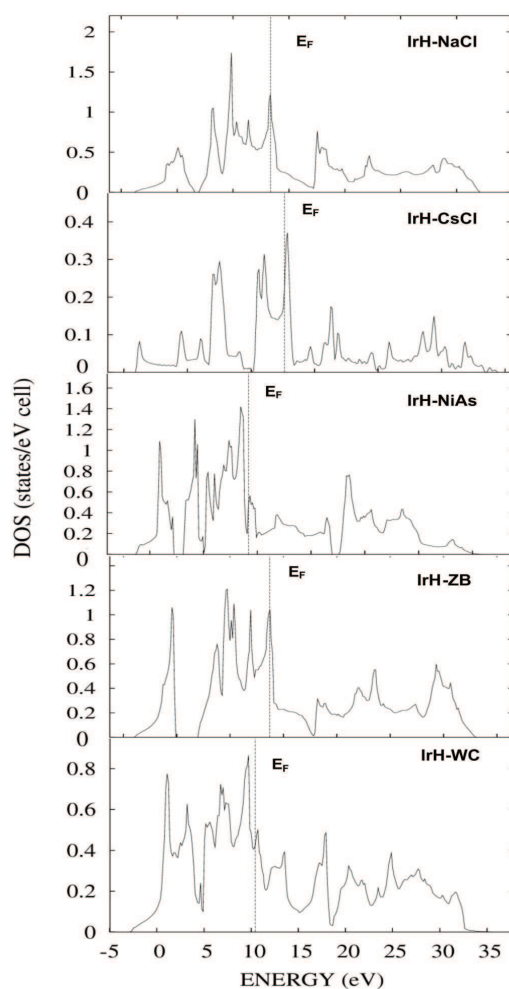 DOS (states/eV cell)
2
1.5
1
0.5
0
E_F
IrH-NaCl
0.4
0.3
0.2
0.1
0
E_F
IrH-CsCl
1.6
1.4
1.2
1
0.8
0.6
0.4
0.2
0
E_F
IrH-NiAs
1.2
1
0.8
0.6
0.4
0.2
0
E_F
IrH-ZB
0.8
0.6
0.4
0.2
0
E_F
IrH-WC
-5 0 5 10 15 20 25 30 35
ENERGY (eV)